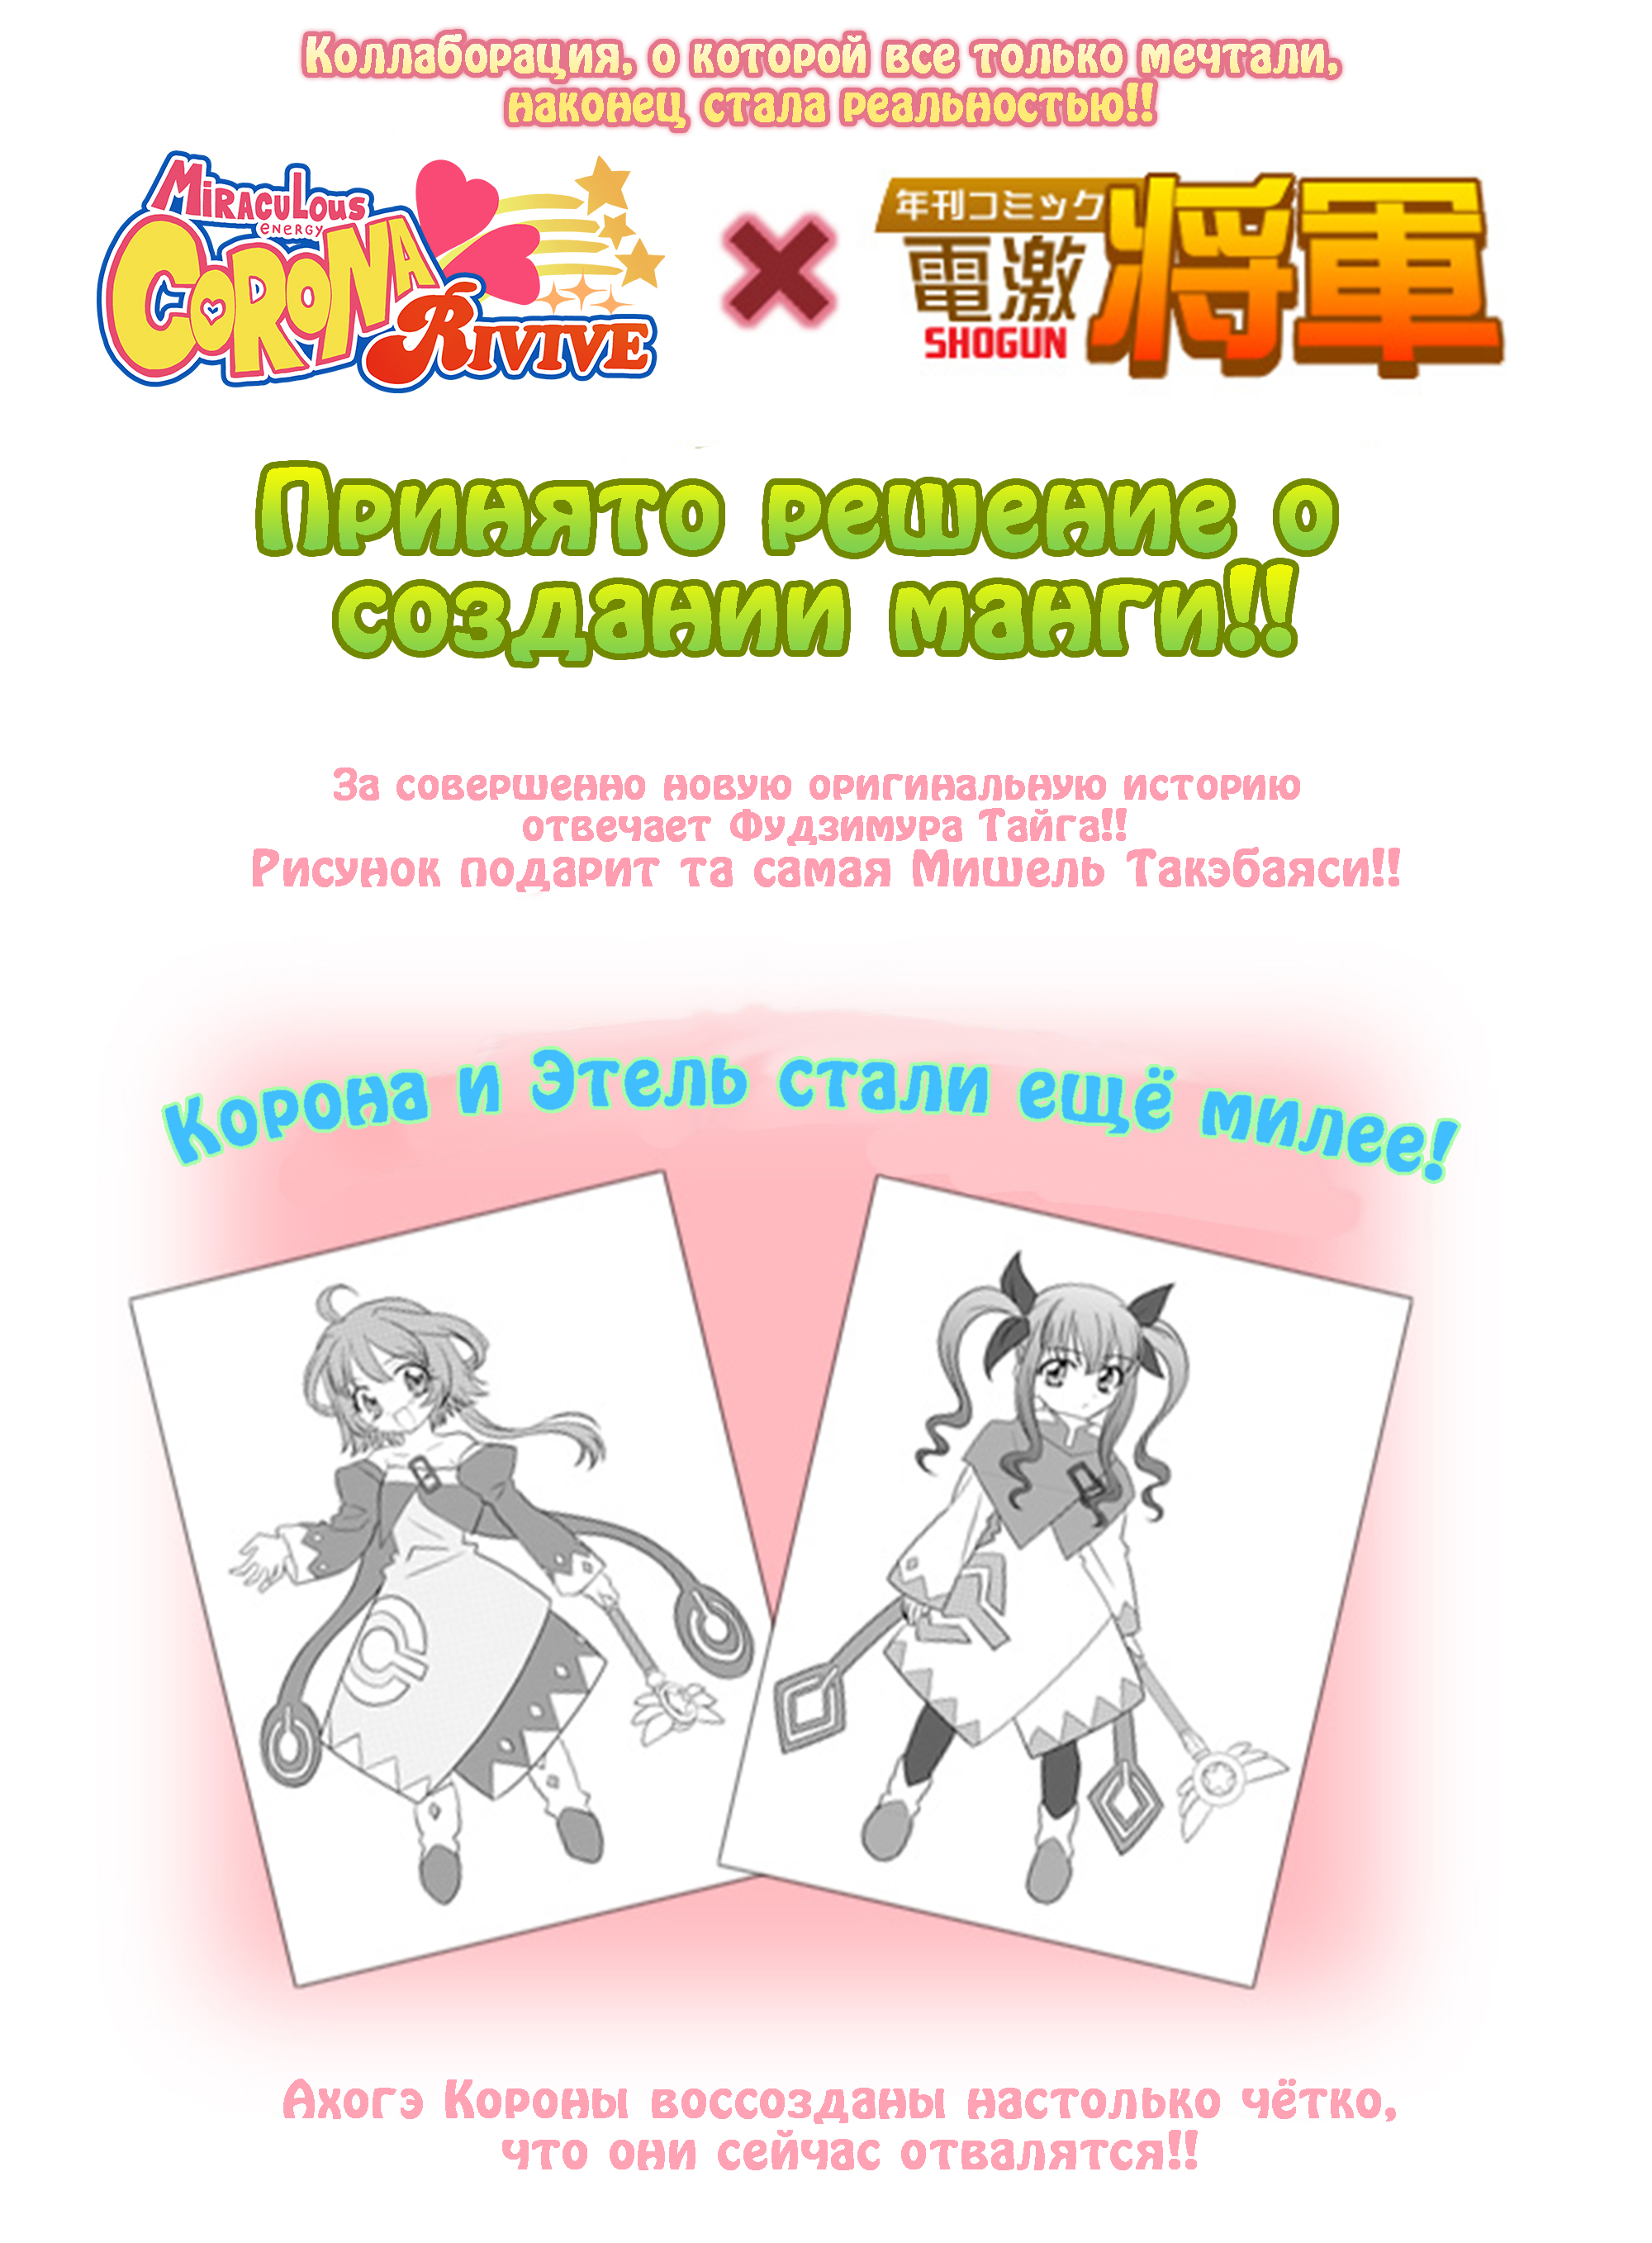 Коллаборация, о которой все только мечтали,
наконец стала реальностью!!
MiRACuLous
ENERGY
CORONA
RIVIVE
×
年刊コミック
電激
SHOGUN
将軍
Принято решение о
создании манги!!
За совершенно новую оригинальную историю
отвечает Фудзимура Тайга!!
Рисунок подарит та самая Мишель Такэбаяси!!
Корона и Этель стали ещё милее!
Ахогэ Короны воссозданы настолько чётко,
что они сейчас отвалятся!!